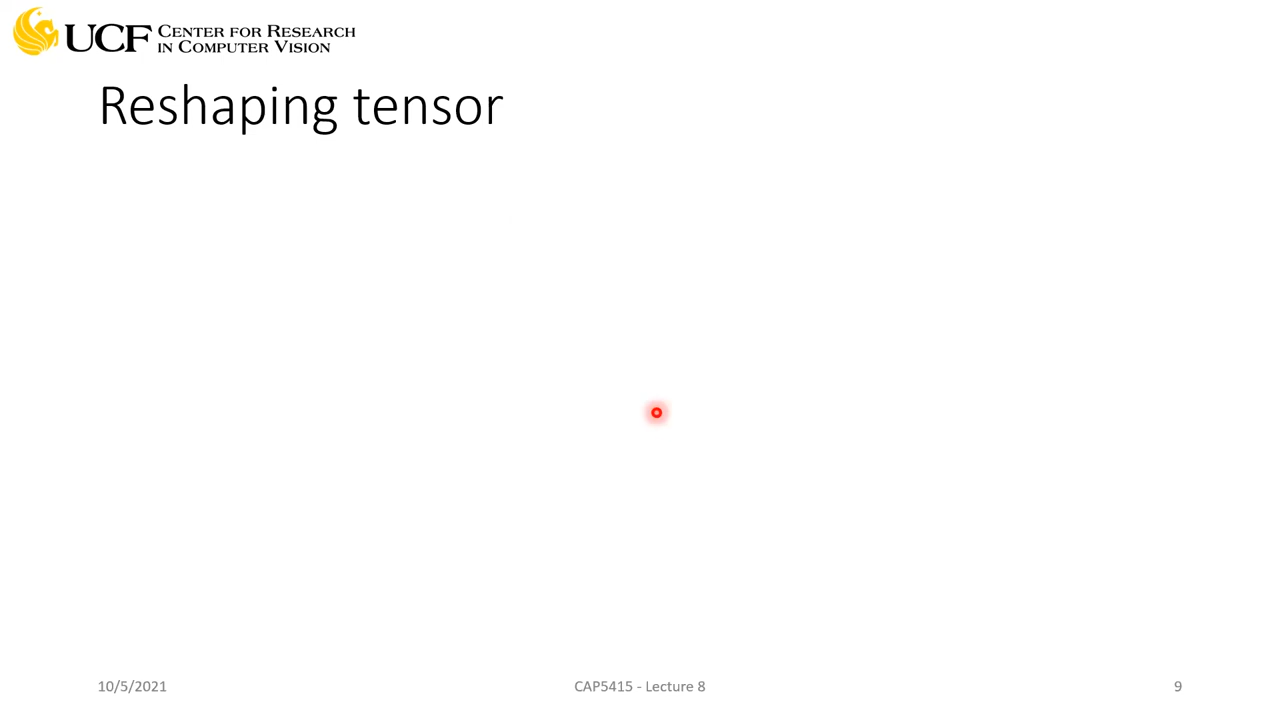 UCF CENTER FOR RESEARCH
IN COMPUTER VISION
Reshaping tensor
10/5/2021 CAP5415 - Lecture 8 9